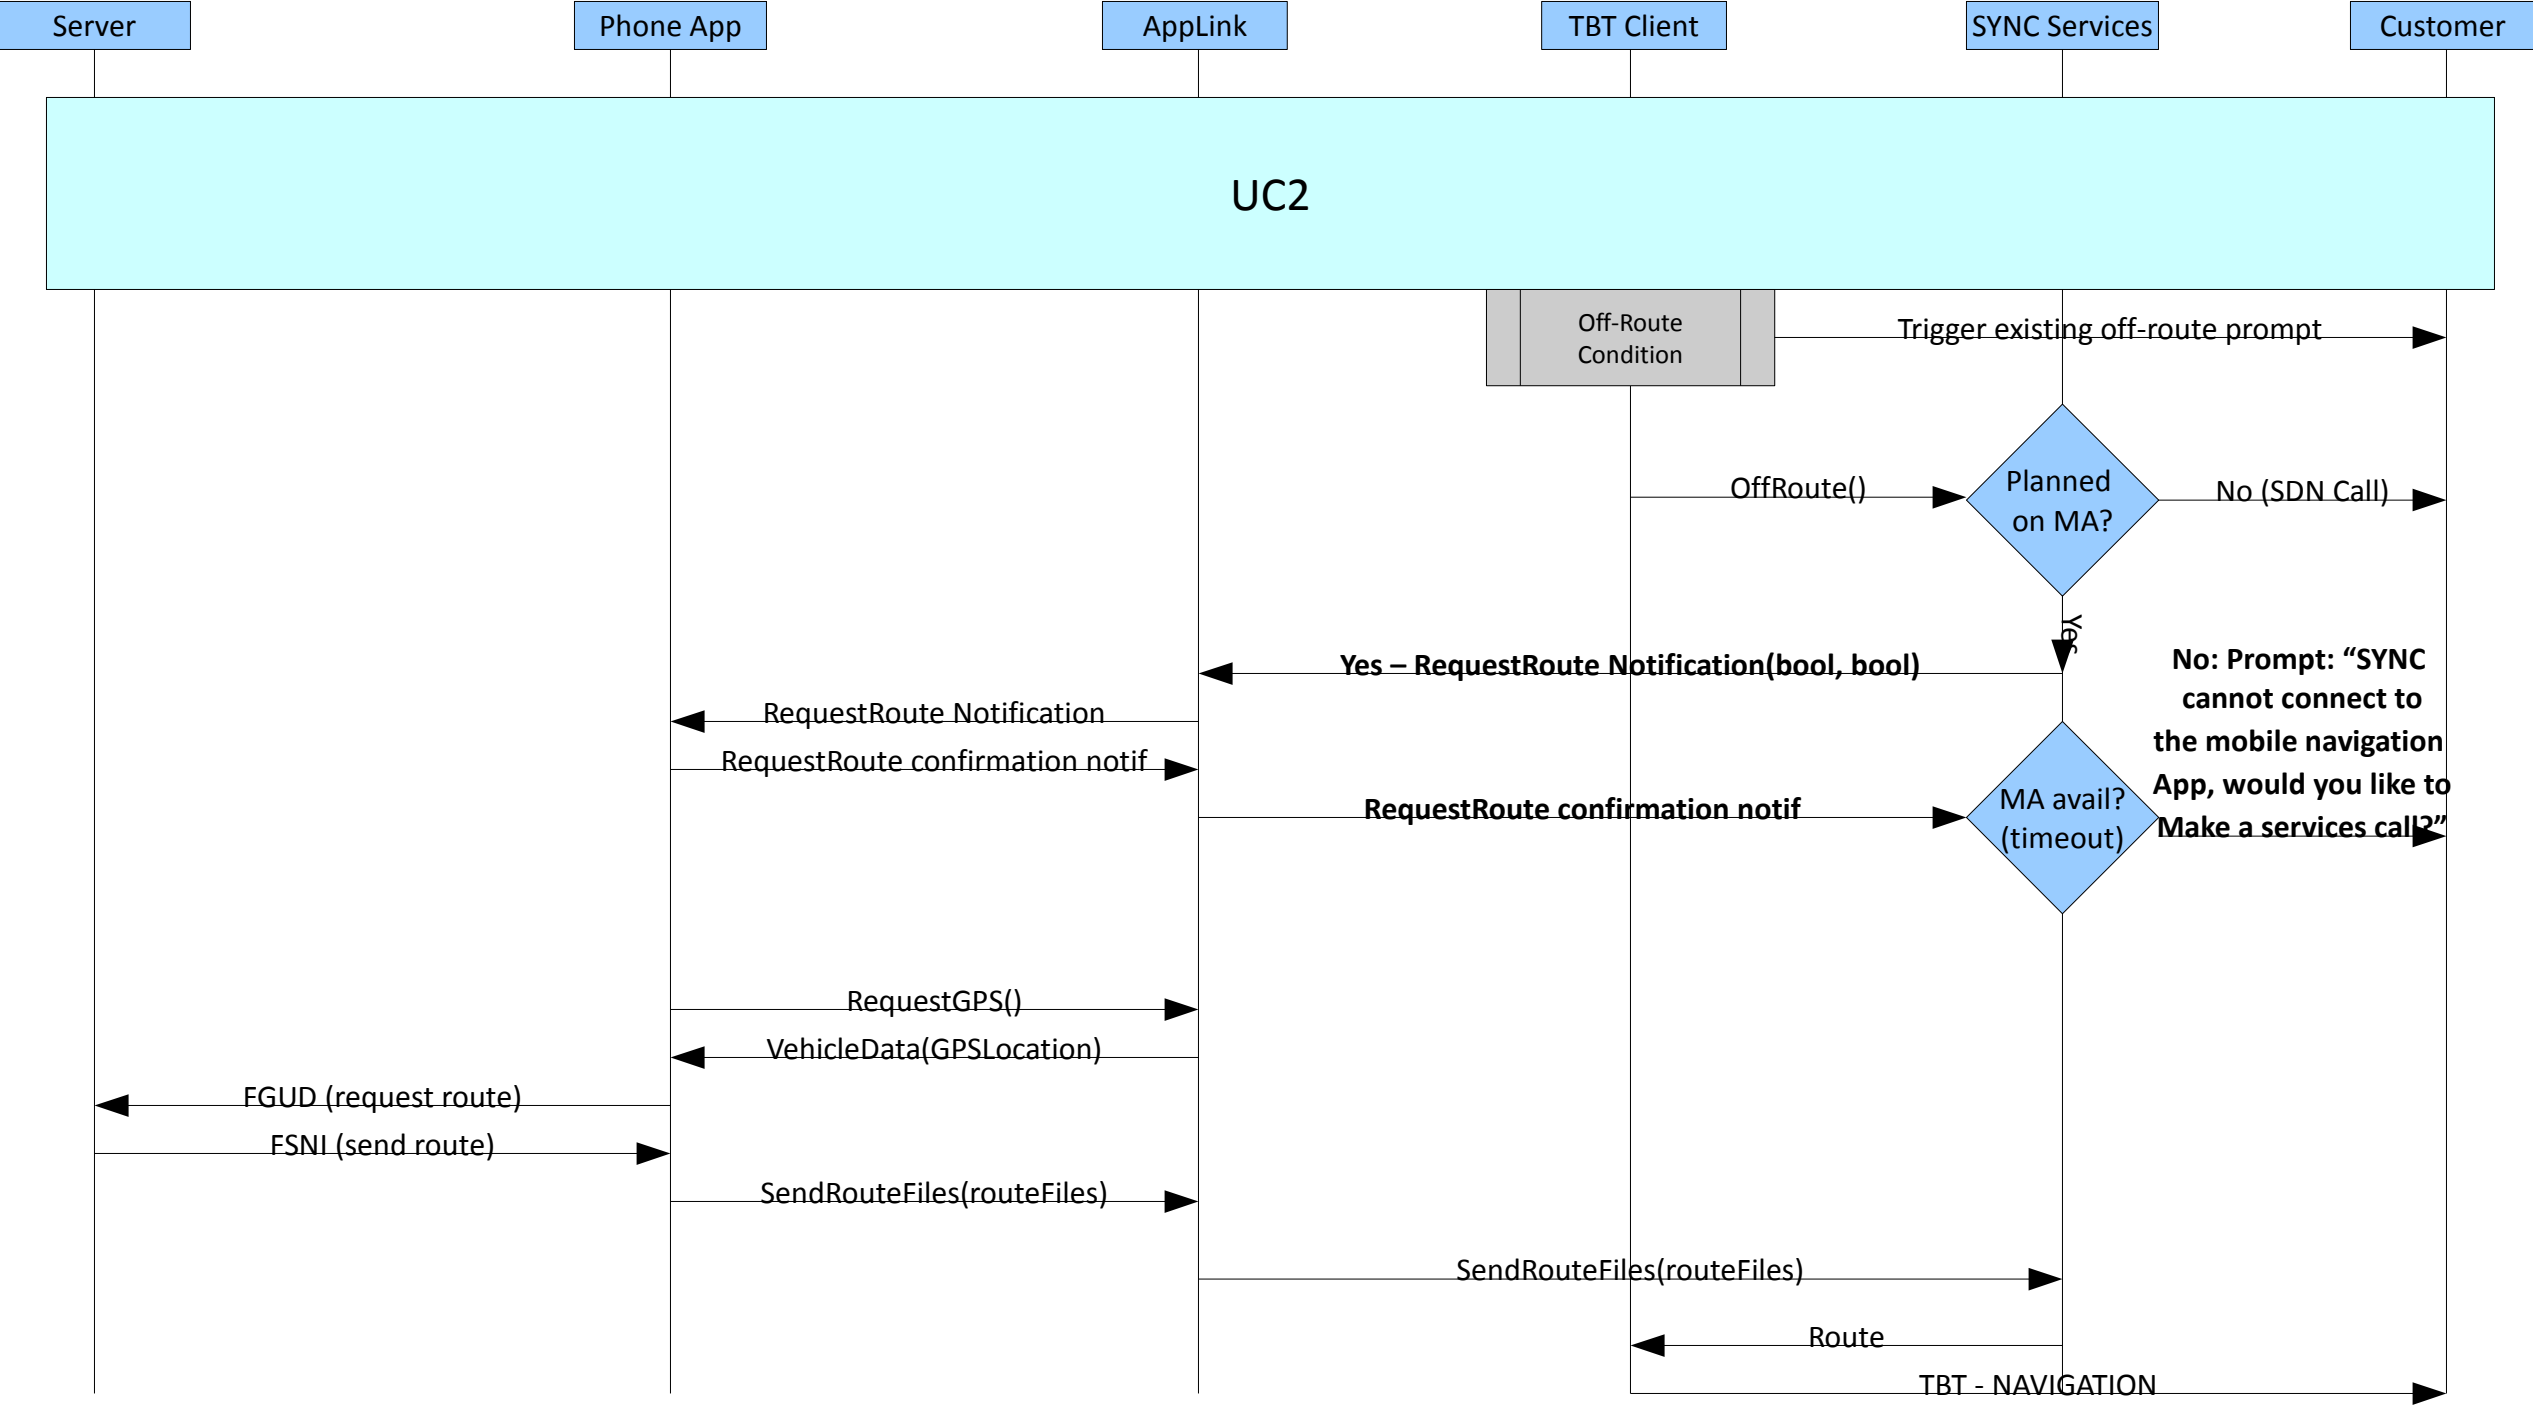 Server
Phone App
AppLink
TBT Client
SYNC Services
Customer
UC2
Off-Route
Condition
Trigger existing off-route prompt
OffRoute()
Planned
on MA?
No (SDN Call)
Yes
Yes – RequestRoute Notification(bool, bool)
No: Prompt: “SYNC
cannot connect to
the mobile navigation
App, would you like to
Make a services call?”
RequestRoute Notification
RequestRoute confirmation notif
RequestRoute confirmation notif
MA avail?
(timeout)
RequestGPS()
VehicleData(GPSLocation)
FGUD (request route)
FSNI (send route)
SendRouteFiles(routeFiles)
SendRouteFiles(routeFiles)
Route
TBT - NAVIGATION